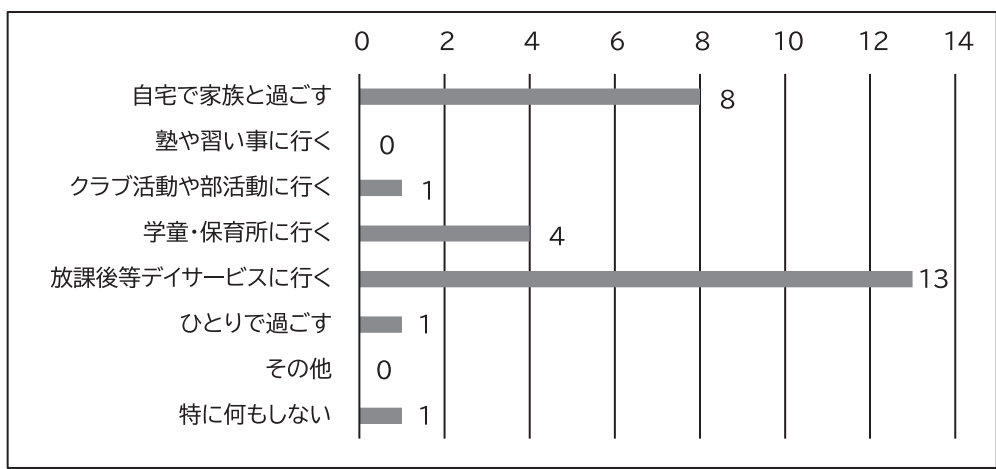 0 2 4 6 8 10 12 14
自宅で家族と過ごす 8
塾や習い事に行く 0
クラブ活動や部活動に行く 1
学童・保育所に行く 4
放課後等デイサービスに行く 13
ひとりで過ごす 1
その他 0
特に何もしない 1